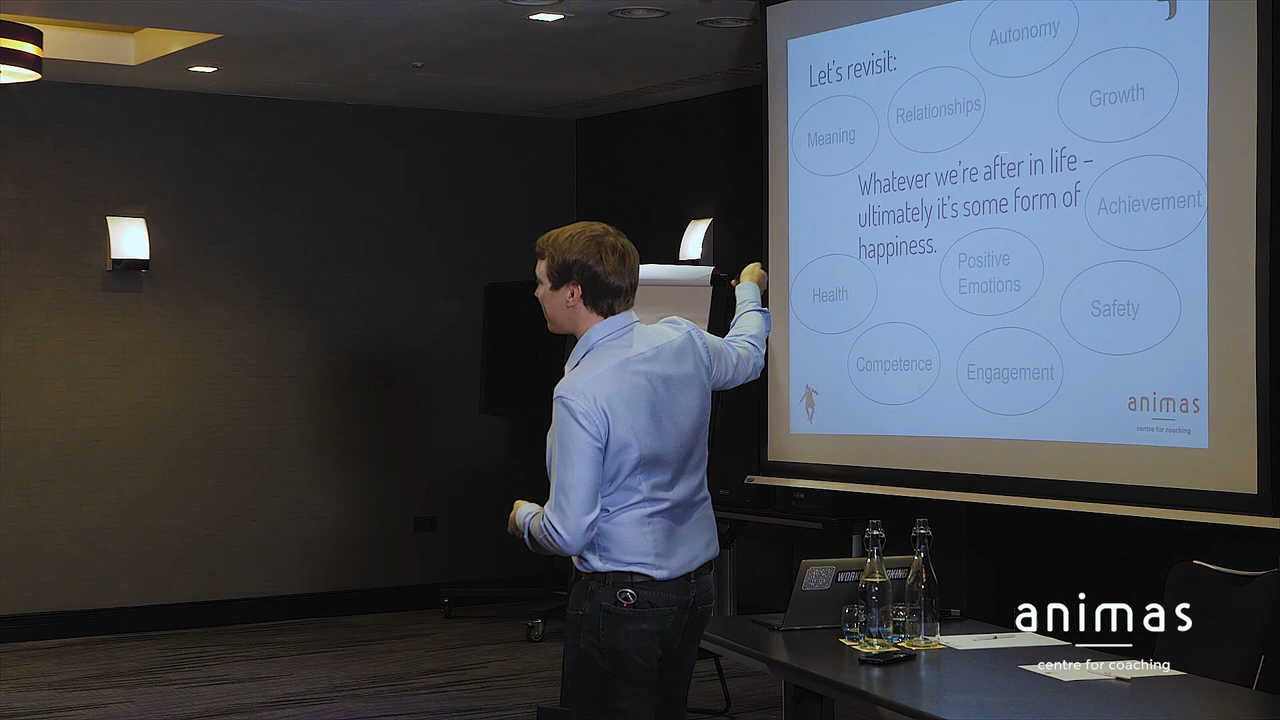 Autonomy
Let's revisit:
Relationships
Growth
Meaning
Whatever we're after in life –
ultimately it's some form of
happiness.
Achievement
Positive
Emotions
Health
Safety
Competence
Engagement
animas
centre for coaching
animas
centre for coaching